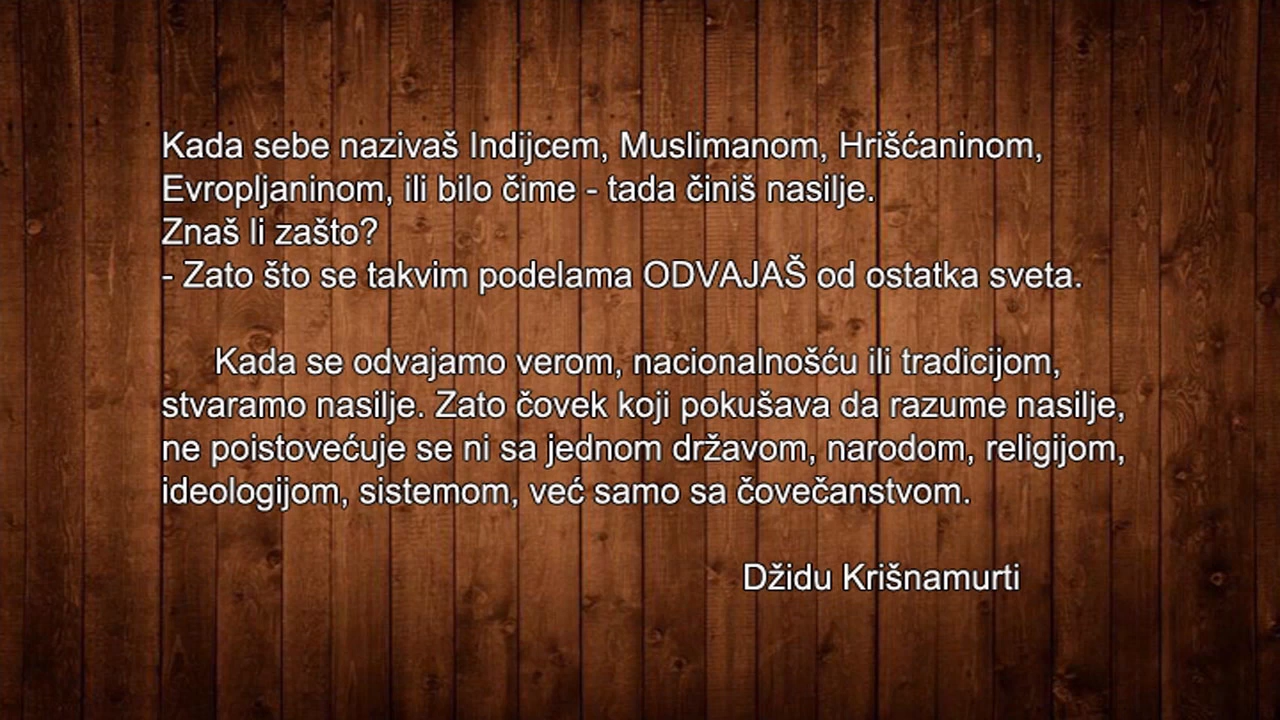 Kada sebe nazivaš Indijcem, Muslimanom, Hrišćaninom,
Evropljaninom, ili bilo čime - tada činiš nasilje.
Znaš li zašto?
- Zato što se takvim podelama ODVAJAŠ od ostatka sveta.
Kada se odvajamo verom, nacionalnošću ili tradicijom,
stvaramo nasilje. Zato čovek koji pokušava da razume nasilje,
ne poistovećuje se ni sa jednom državom, narodom, religijom,
ideologijom, sistemom, već samo sa čovečanstvom.
Džidu Krišnamurti